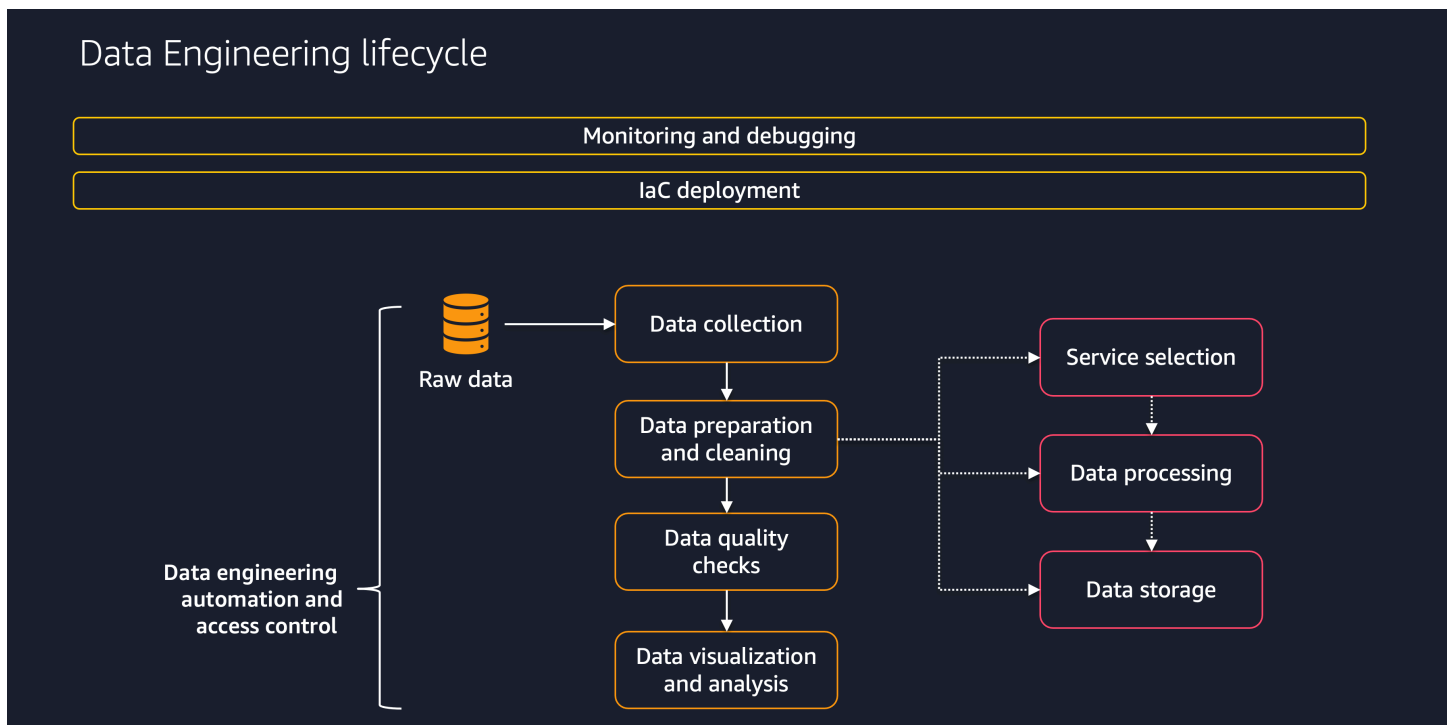 Data Engineering lifecycle
Monitoring and debugging
IaC deployment
Raw data
Data collection
Data preparation
and cleaning
Data quality
checks
Data visualization
and analysis
Service selection
Data processing
Data storage
Data engineering
automation and
access control